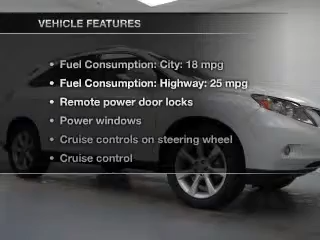 VEHICLE FEATURES
• Fuel Consumption: City: 18 mpg
• Fuel Consumption: Highway: 25 mpg
• Remote power door locks
• Power windows
• Cruise controls on steering wheel
• Cruise control